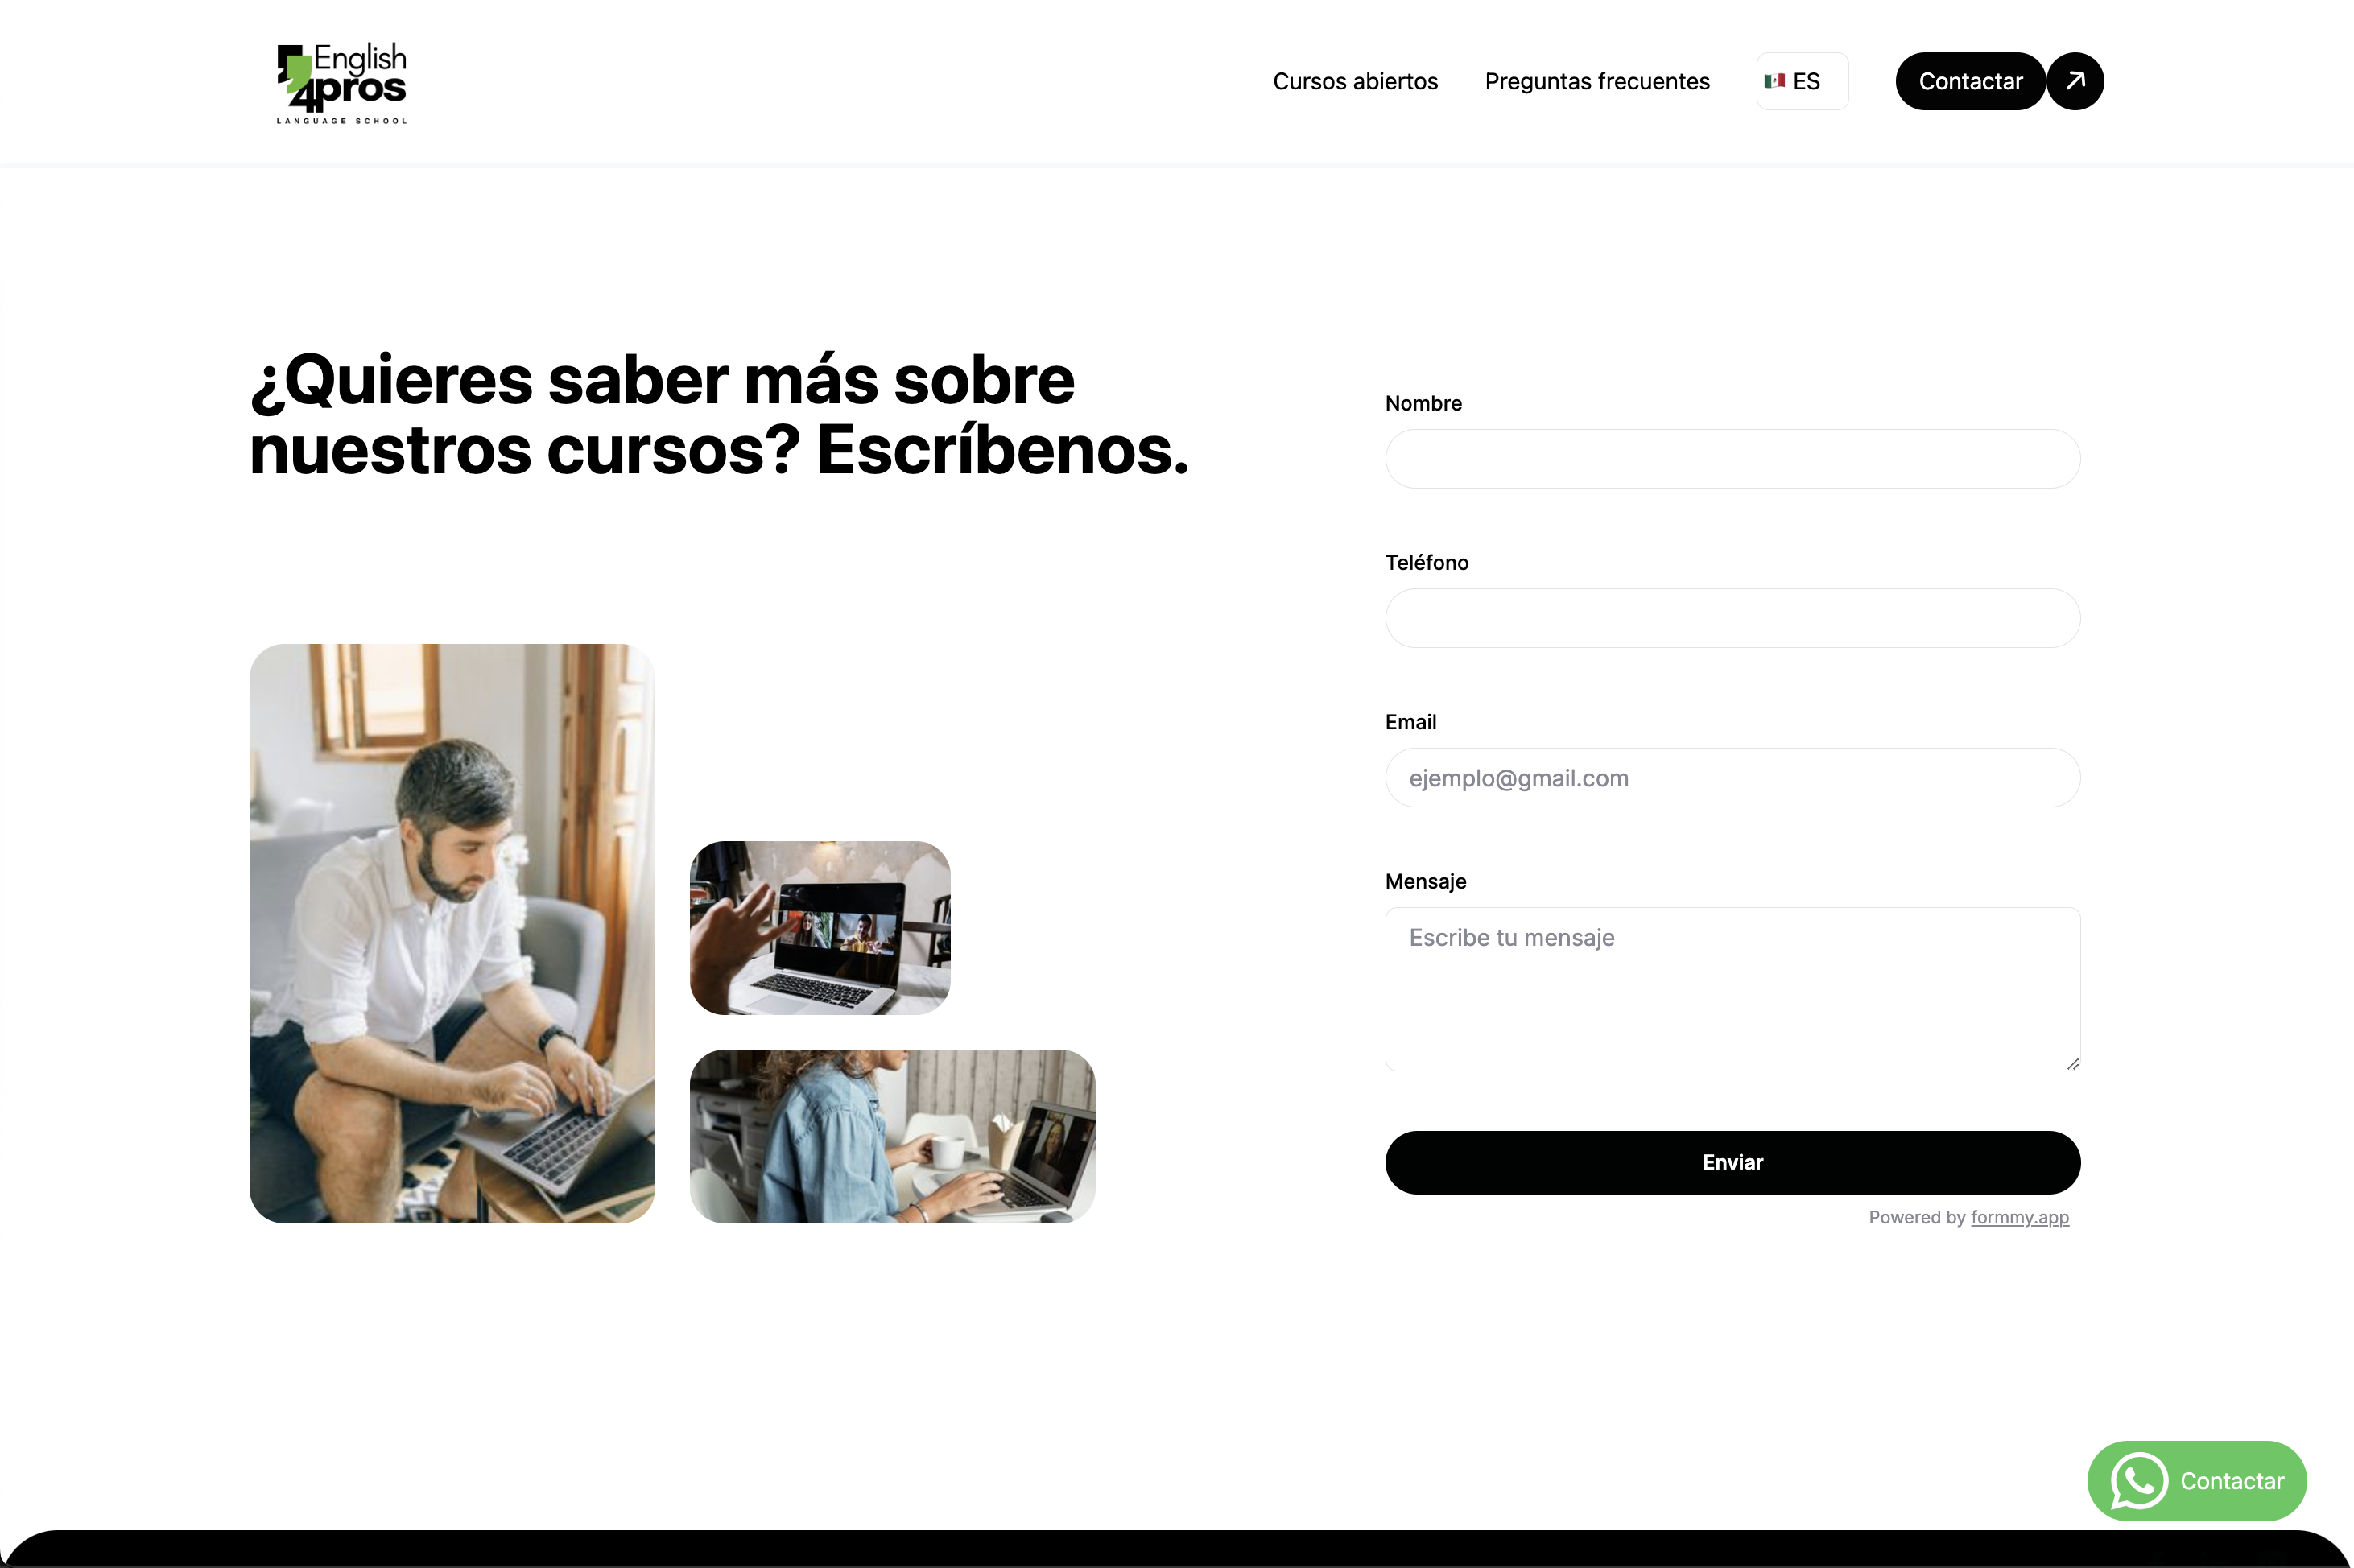 English
4pros
LANGUAGE SCHOOL
Cursos abiertos
Preguntas frecuentes
ES
Contactar
¿Quieres saber más sobre
nuestros cursos? Escríbenos.
Nombre
Teléfono
Email
ejemplo@gmail.com
Mensaje
Escribe tu mensaje
Enviar
Powered by formmy.app
Contactar